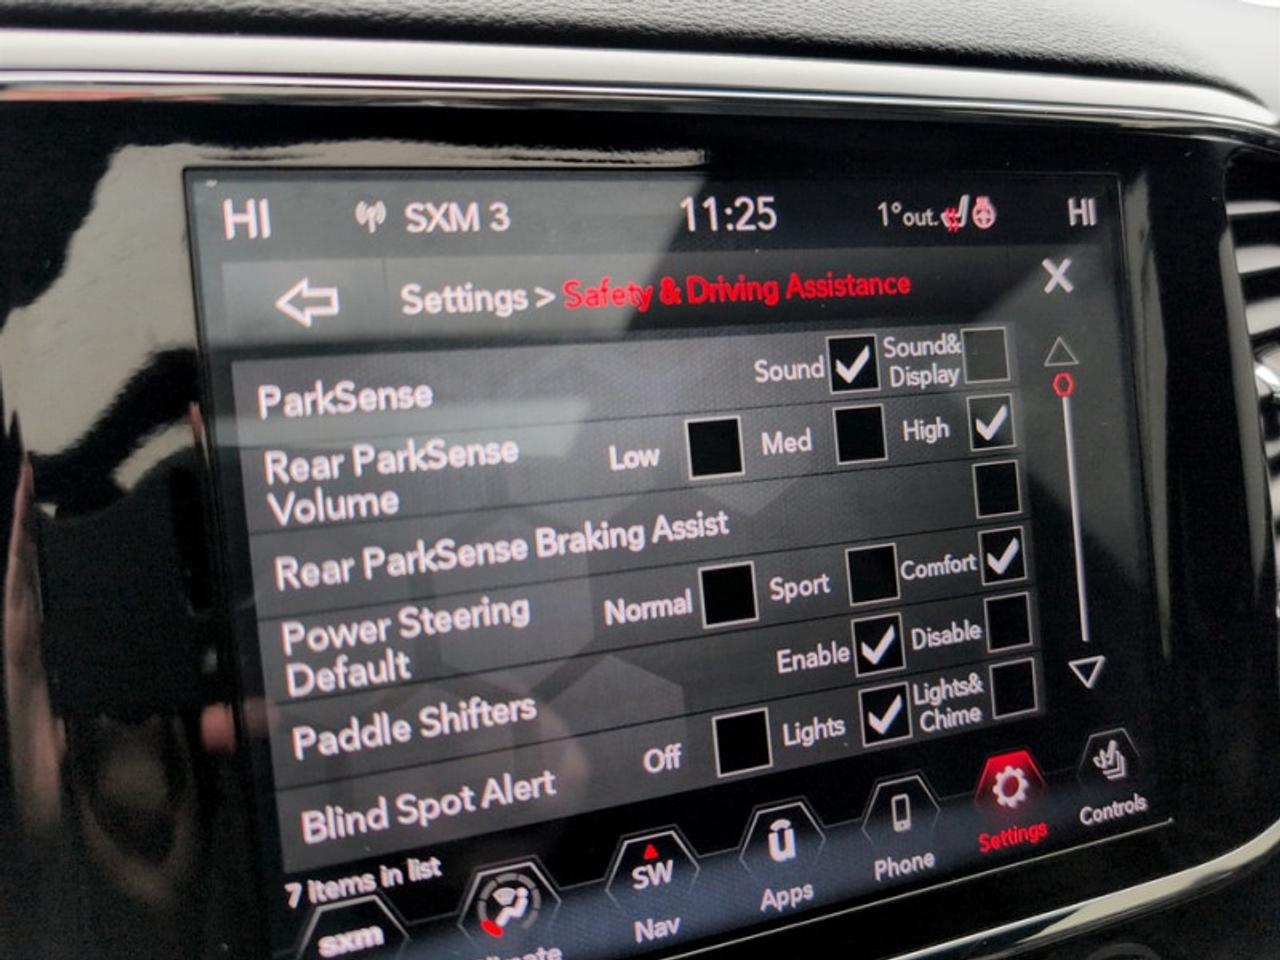 HI SXM 3 11:25 1°out. HI
Settings > Safety & Driving Assistance X
ParkSense Sound Sound& Display
Rear ParkSense Volume Low Med High
Rear ParkSense Braking Assist
Power Steering Default Normal Sport Comfort
Paddle Shifters Enable Disable
Blind Spot Alert Off Lights Lights& Chime
7 items in list
sxm
SW
Nav
Apps
Phone
Settings
Controls